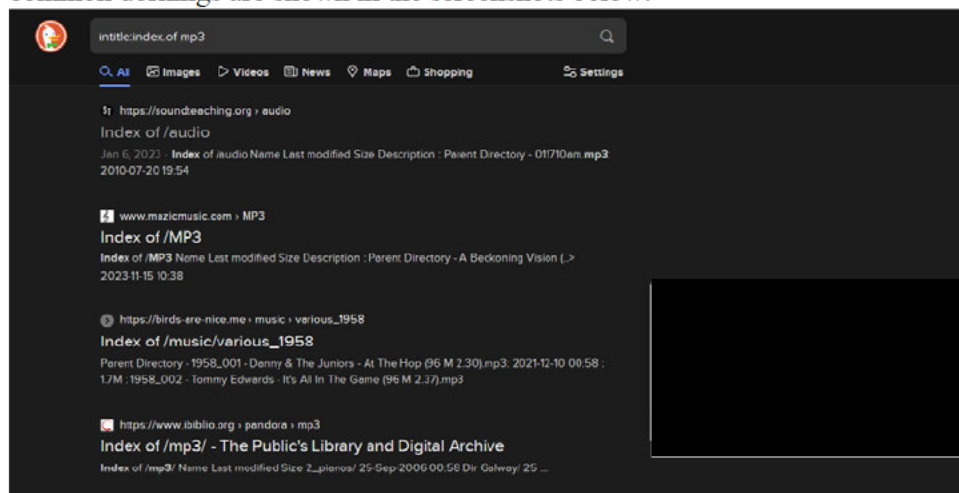 common dorkings are shown in the screenshots below:
intitle:index.of mp3
All Images Videos News Maps Shopping Settings
https://soundteaching.org › audio
Index of /audio
Jan 6, 2023 - Index of /audio Name Last modified Size Description : Parent Directory - 011710am.mp3
2010-07-20 19:54
www.mazicmusic.com › MP3
Index of /MP3
Index of /MP3 Name Last modified Size Description : Parent Directory - A Beckoning Vision (..>
2023-11-15 10:38
https://birds-are-nice.me › music › various_1958
Index of /music/various_1958
Parent Directory - 1958_001 - Danny & The Juniors - At The Hop (96 M 2.30).mp3: 2021-12-10 00:58 :
1.7M : 1958_002 - Tommy Edwards - It's All In The Game (96 M 2.37).mp3
https://www.ibiblio.org › pandora › mp3
Index of /mp3/ - The Public's Library and Digital Archive
Index of /mp3/ Name Last modified Size 2_pianos/ 25-Sep-2006 00:58 Dir Galway/ 25 ...